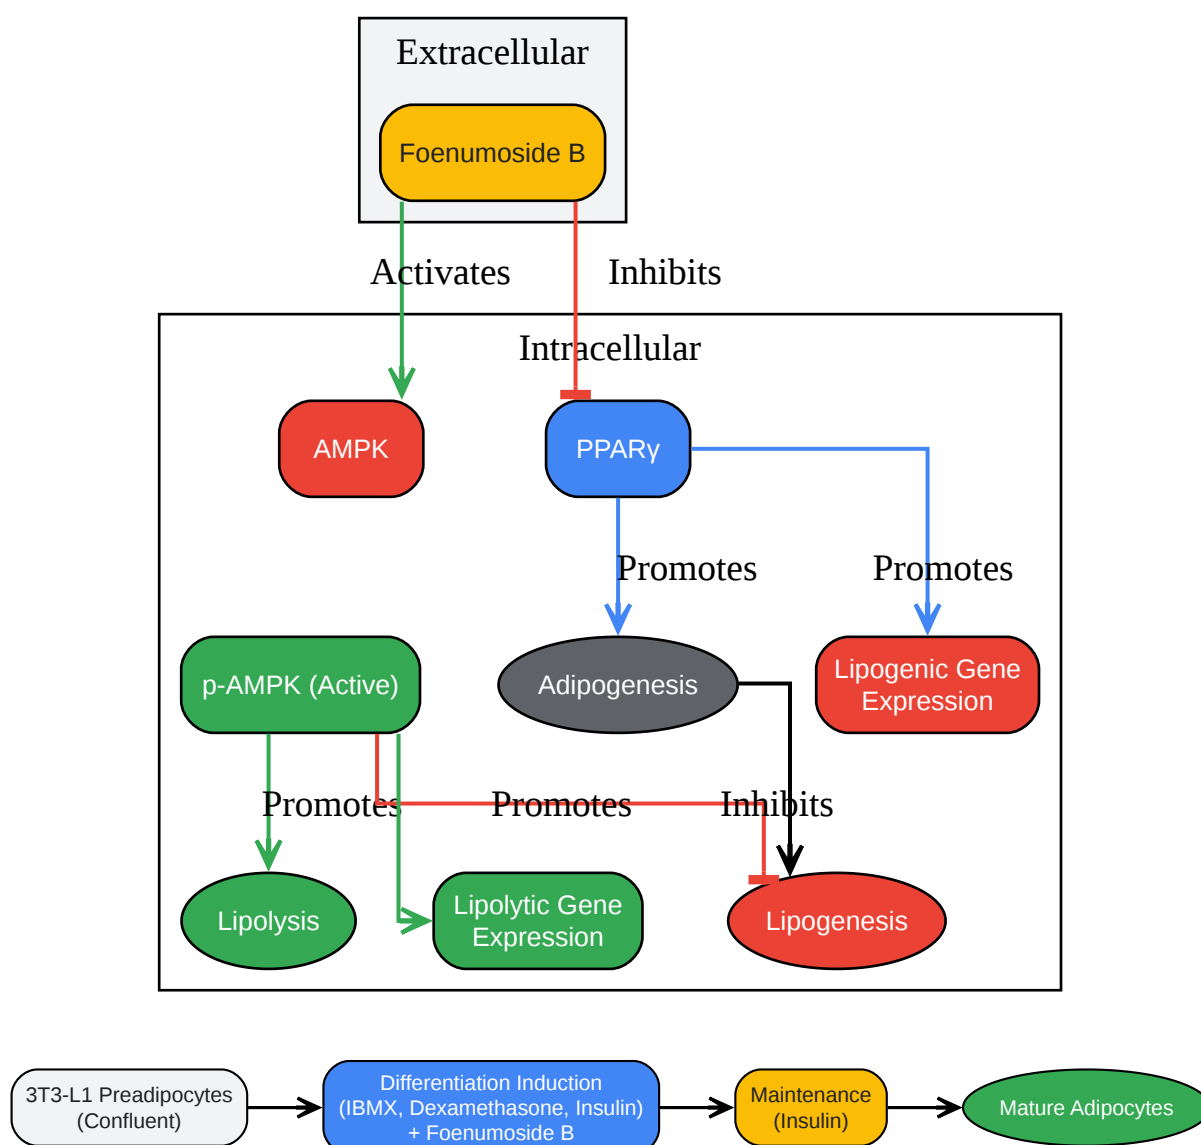 Extracellular
Foenumoside B
Activates
Inhibits
Intracellular
AMPK
PPARγ
Promotes
Promotes
p-AMPK (Active)
Adipogenesis
Lipogenic Gene
Expression
Promotes
Promotes
Inhibits
Lipolysis
Lipolytic Gene
Expression
Lipogenesis
3T3-L1 Preadipocytes
(Confluent)
Differentiation Induction
(IBMX, Dexamethasone, Insulin)
+ Foenumoside B
Maintenance
(Insulin)
Mature Adipocytes